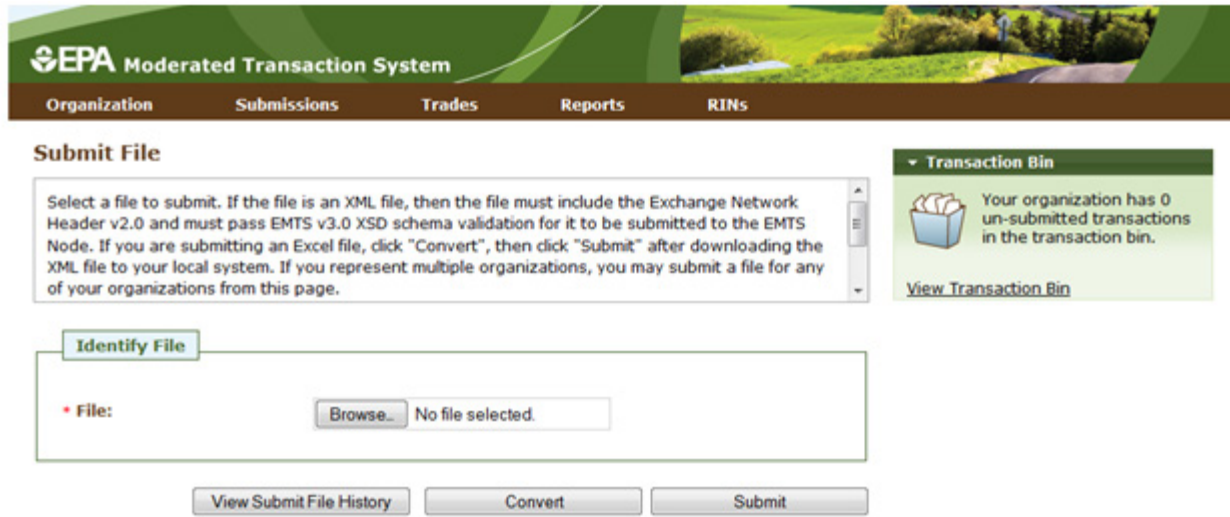 EPA Moderated Transaction System
Organization Submissions Trades Reports RINs
Submit File
Select a file to submit. If the file is an XML file, then the file must include the Exchange Network
Header v2.0 and must pass EMTS v3.0 XSD schema validation for it to be submitted to the EMTS
Node. If you are submitting an Excel file, click "Convert", then click "Submit" after downloading the
XML file to your local system. If you represent multiple organizations, you may submit a file for any
of your organizations from this page.
Transaction Bin
Your organization has 0
un-submitted transactions
in the transaction bin.
View Transaction Bin
Identify File
* File:
Browse... No file selected.
View Submit File History Convert Submit